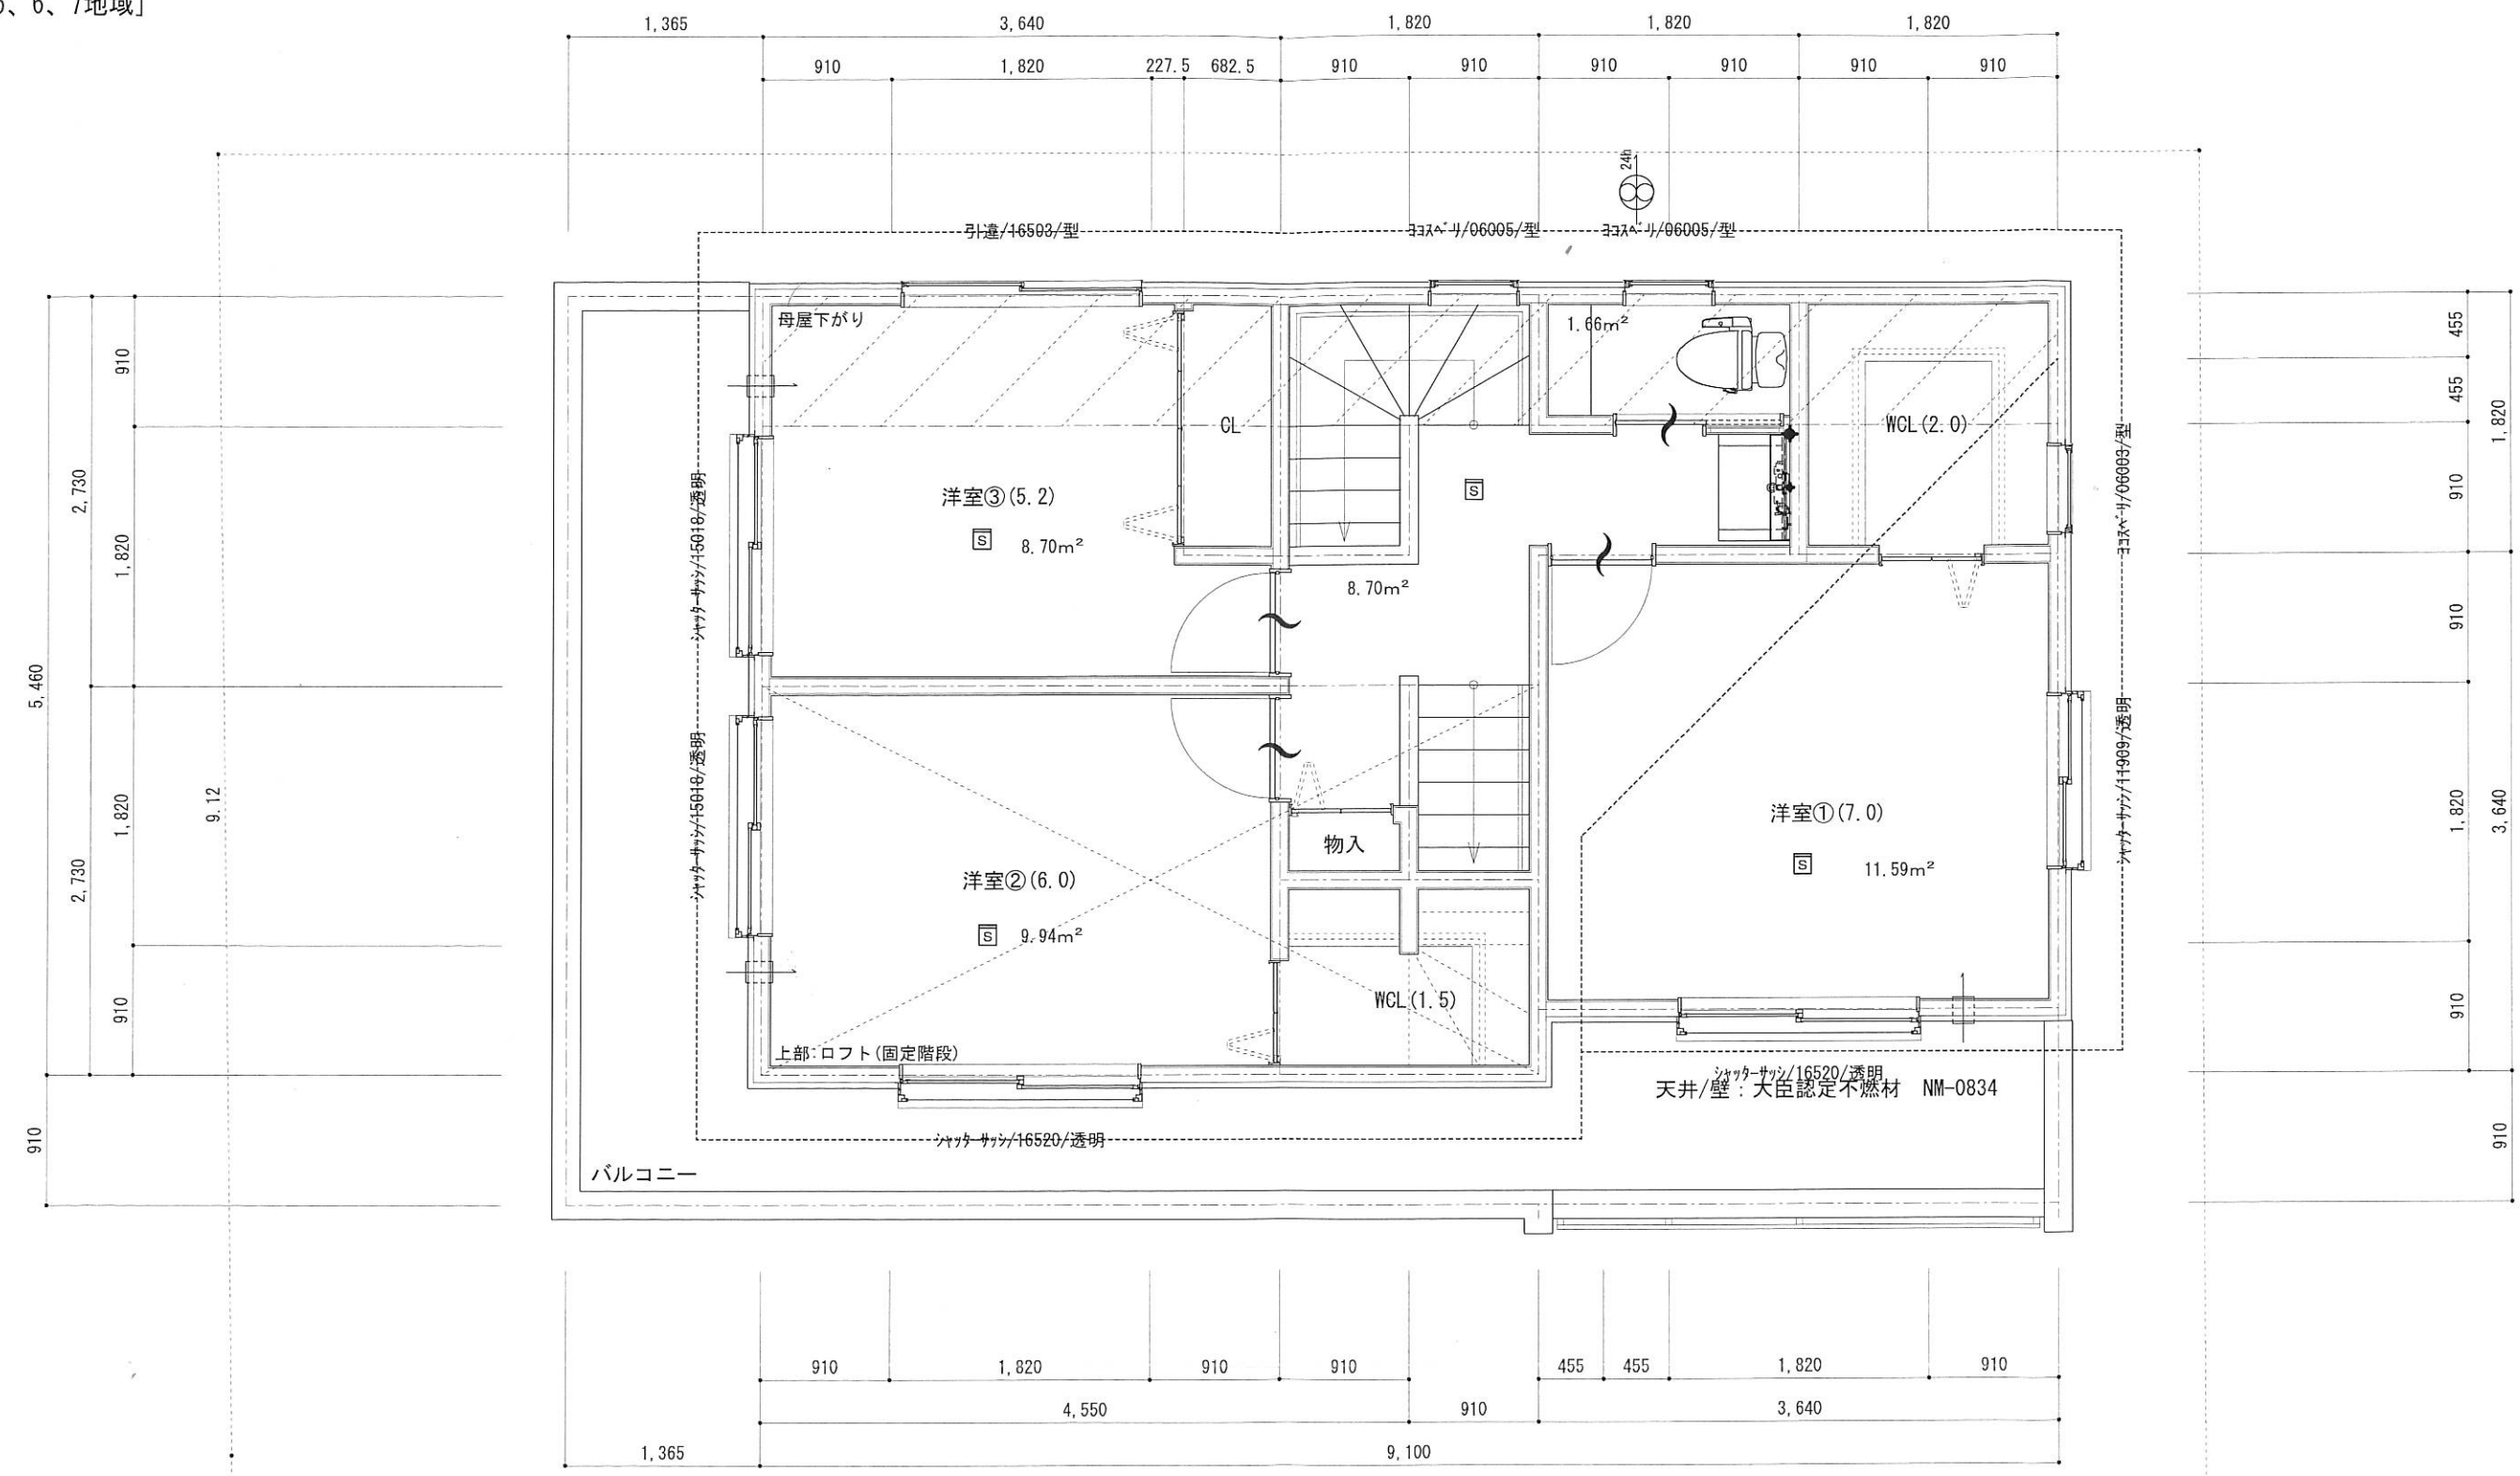 6、7地域]
1,365 3,640 1,820 1,820 1,820
910 1,820 227.5 682.5 910 910 910 910 910 910
24h
引違/16503/型 ﾖｺｽﾍﾞﾘ/06005/型 ﾖｺｽﾍﾞﾘ/06005/型
母屋下がり
1.66m²
CL
WCL(2.0)
洋室③(5.2)
S 8.70m²
S
8.70m²
ｼｬｯﾀｰｻｯｼ/15018/透明
ﾖｺｽﾍﾞﾘ/06003/型
ｼｬｯﾀｰｻｯｼ/15018/透明
ｼｬｯﾀｰｻｯｼ/11909/透明
洋室①(7.0)
S 11.59m²
物入
洋室②(6.0)
S 9.94m²
WCL(1.5)
上部:ロフト(固定階段)
ｼｬｯﾀｰｻｯｼ/16520/透明
天井/壁：大臣認定不燃材 NM-0834
ｼｬｯﾀｰｻｯｼ/16520/透明
バルコニー
910
2,730
1,820
5,460
9.12
1,820
2,730
910
910
455
455
1,820
910
910
1,820
3,640
910
910
910 1,820 910 910 455 455 1,820 910
4,550 910 3,640
1,365 9,100